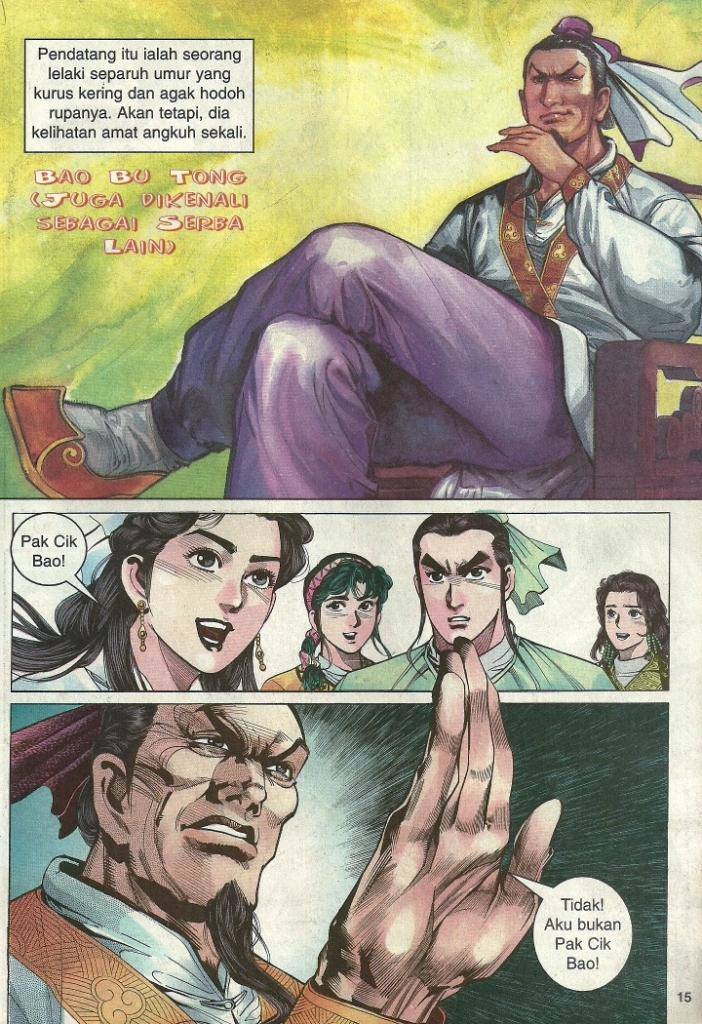 Pendatang itu ialah seorang
lelaki separuh umur yang
kurus kering dan agak hodoh
rupanya. Akan tetapi, dia
kelihatan amat angkuh sekali.
BAO BU TONG
(JUGA DIKENALI
SEBAGAI SERBA
LAIN)
Pak Cik
Bao!
Tidak!
Aku bukan
Pak Cik
Bao!
15